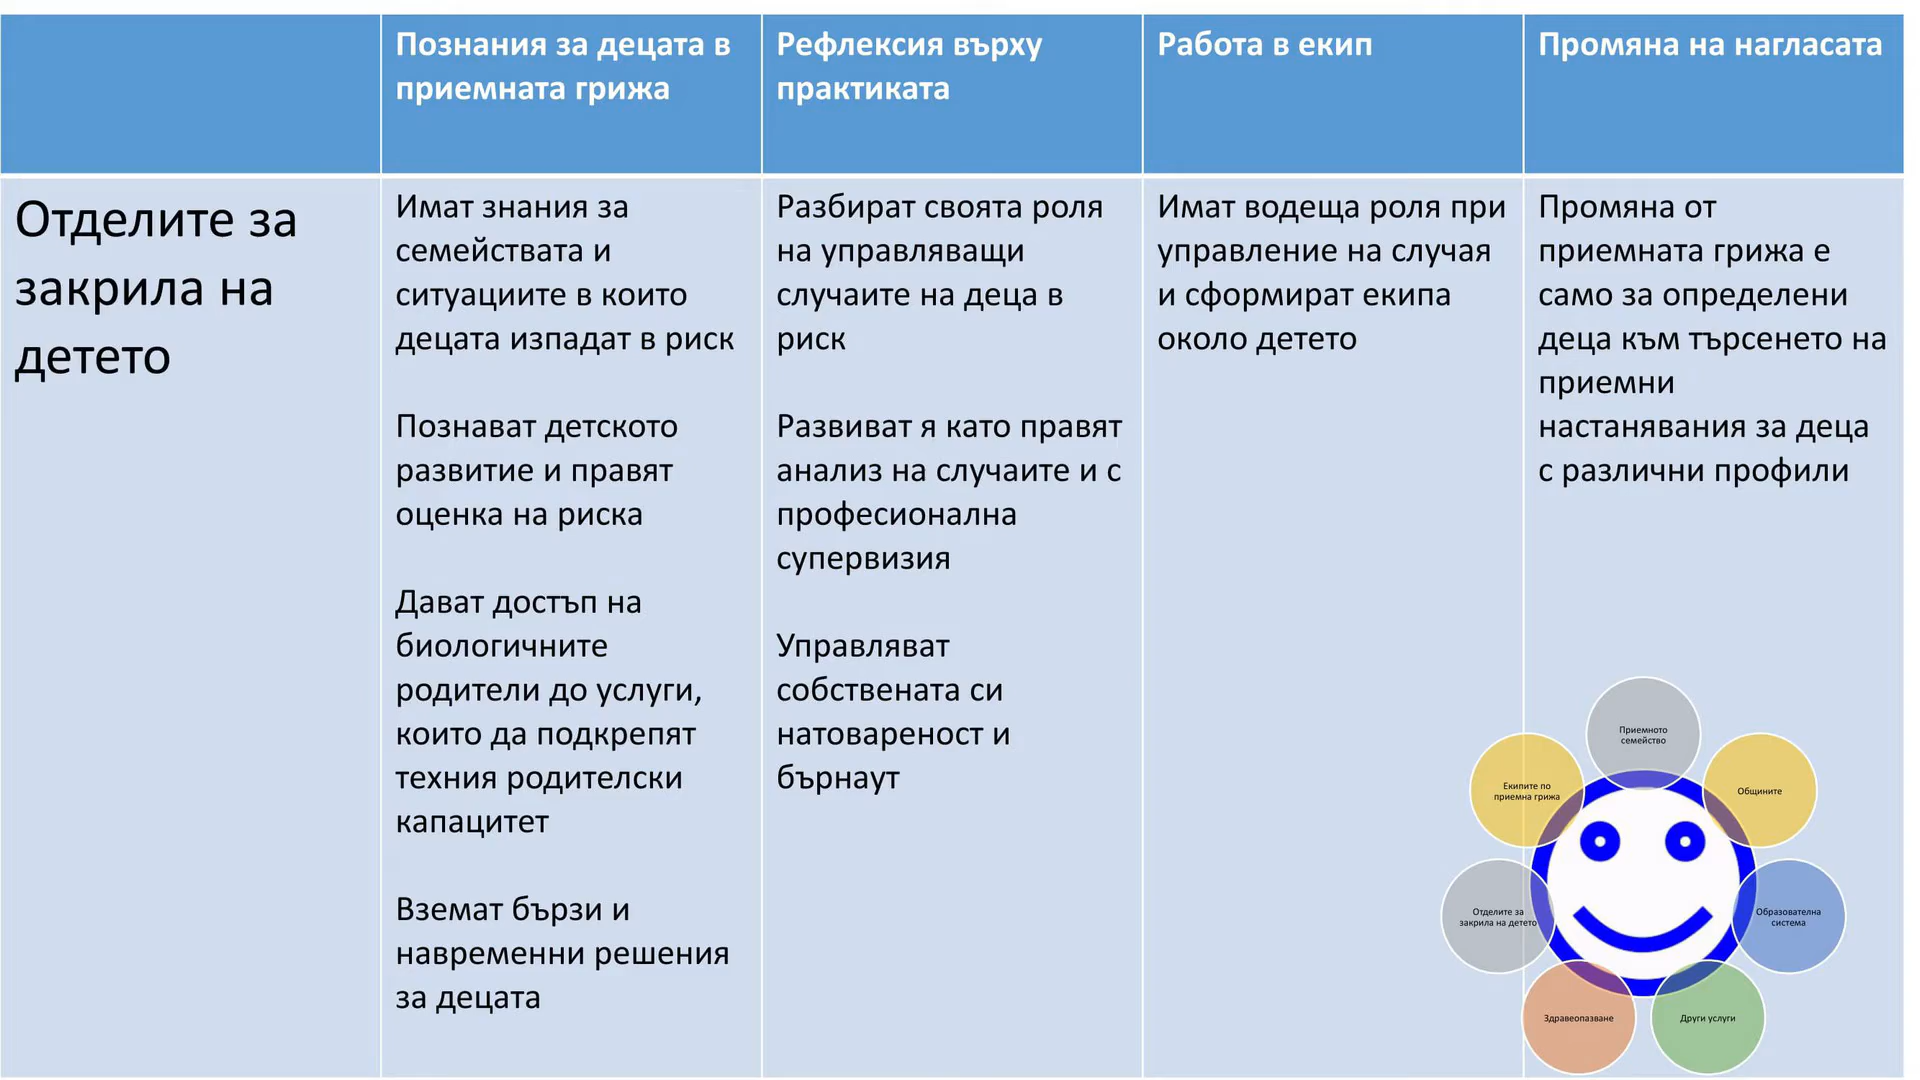 Познания за децата в
приемната грижа
Рефлексия върху
практиката
Работа в екип
Промяна на нагласата
Отделите за
закрила на
детето
Имат знания за
семействата и
ситуациите в които
децата изпадат в риск
Познават детското
развитие и правят
оценка на риска
Дават достъп на
биологичните
родители до услуги,
които да подкрепят
техния родителски
капацитет
Вземат бързи и
навременни решения
за децата
Разбират своята роля
на управляващи
случаите на деца в
риск
Развиват я като правят
анализ на случаите и с
професионална
супервизия
Управляват
собствената си
натовареност и
бърнаут
Имат водеща роля при
управление на случая
и сформират екипа
около детето
Промяна от
приемната грижа е
само за определени
деца към търсенето на
приемни
настанявания за деца
с различни профили
Приемното
семейство
Общините
Образователна
система
Други услуги
Здравеопазване
Отделите за
закрила на детето
Екипите по
приемна грижа